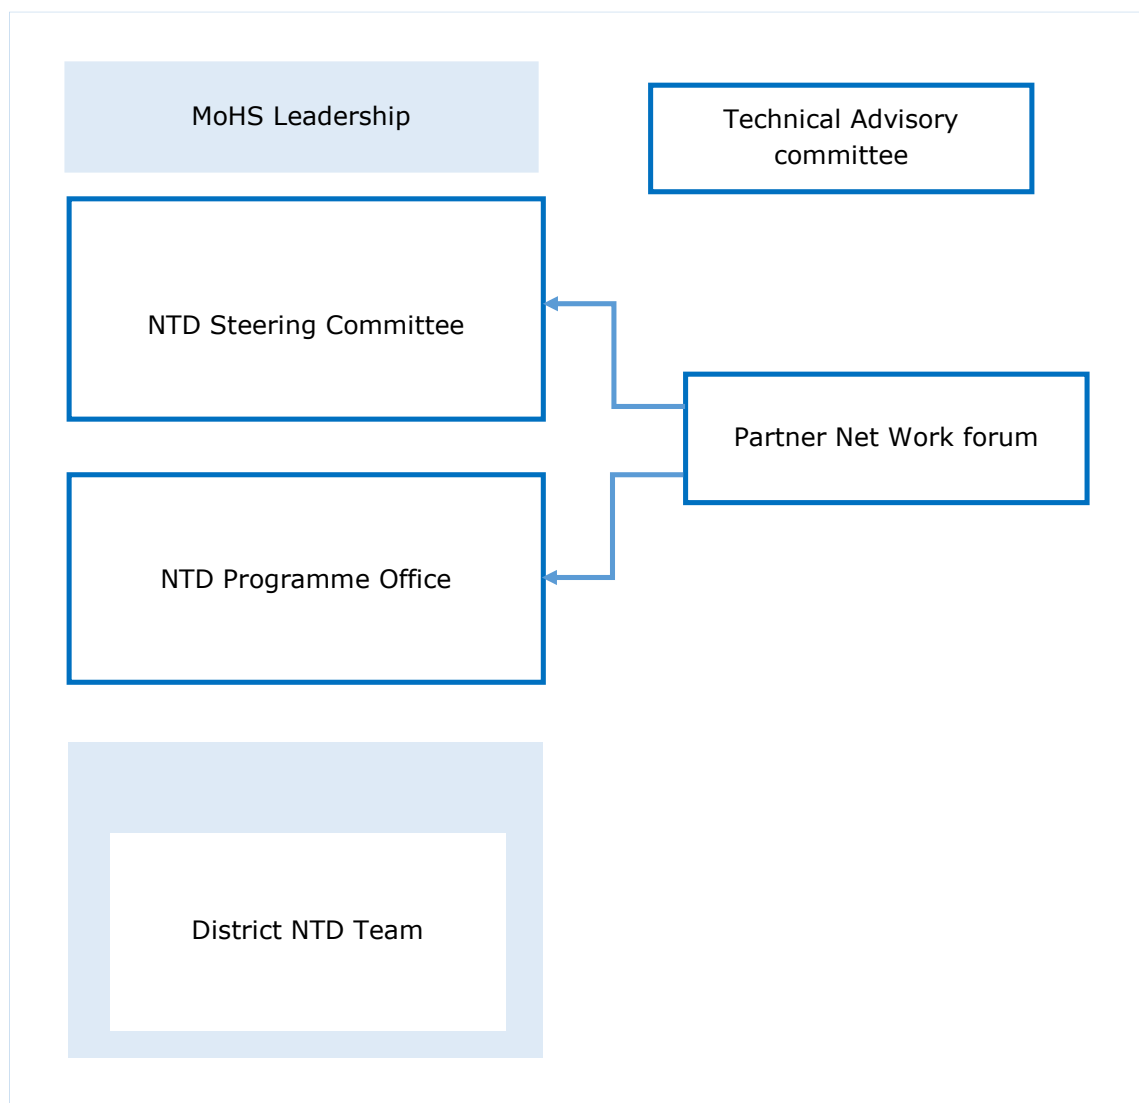 MoHS Leadership
Technical Advisory
committee
NTD Steering Committee
Partner Net Work forum
NTD Programme Office
District NTD Team